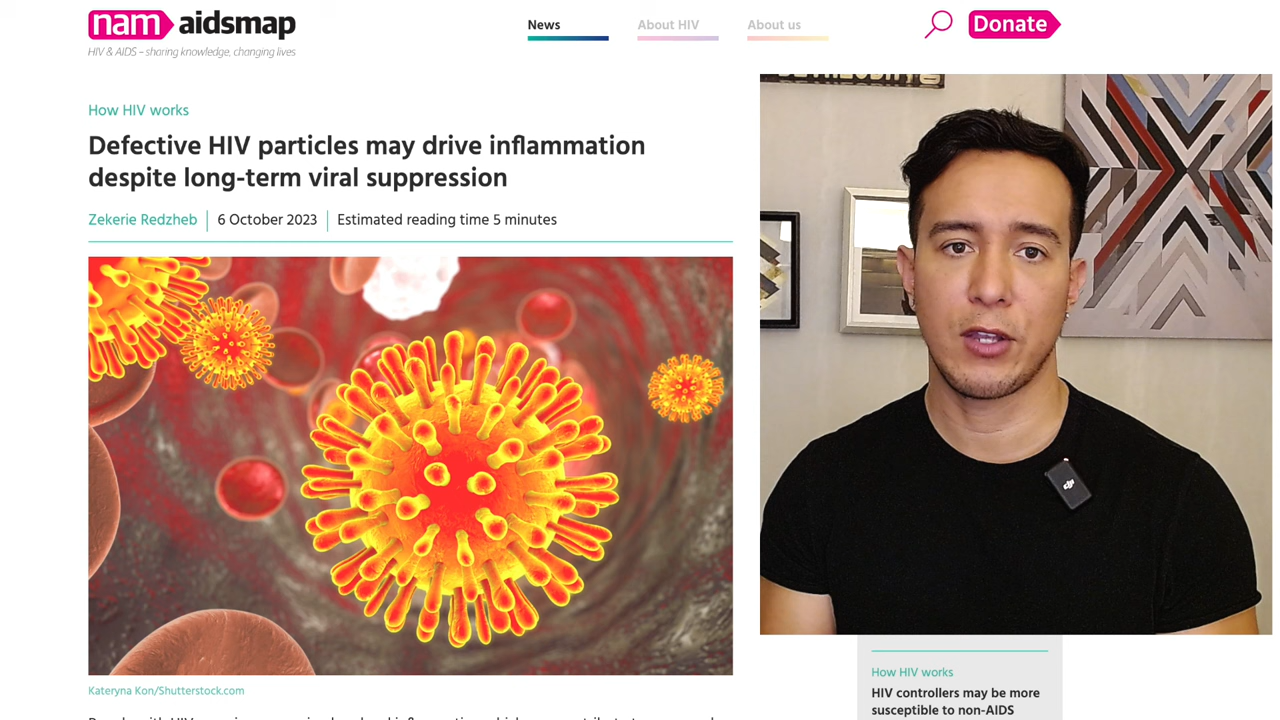 nam aidsmap
HIV & AIDS – sharing knowledge, changing lives
News
About HIV
About us
Donate
How HIV works
Defective HIV particles may drive inflammation
despite long-term viral suppression
Zekerie Redzheb
6 October 2023
Estimated reading time 5 minutes
dji
Kateryna Kon/Shutterstock.com
How HIV works
HIV controllers may be more
susceptible to non-AIDS